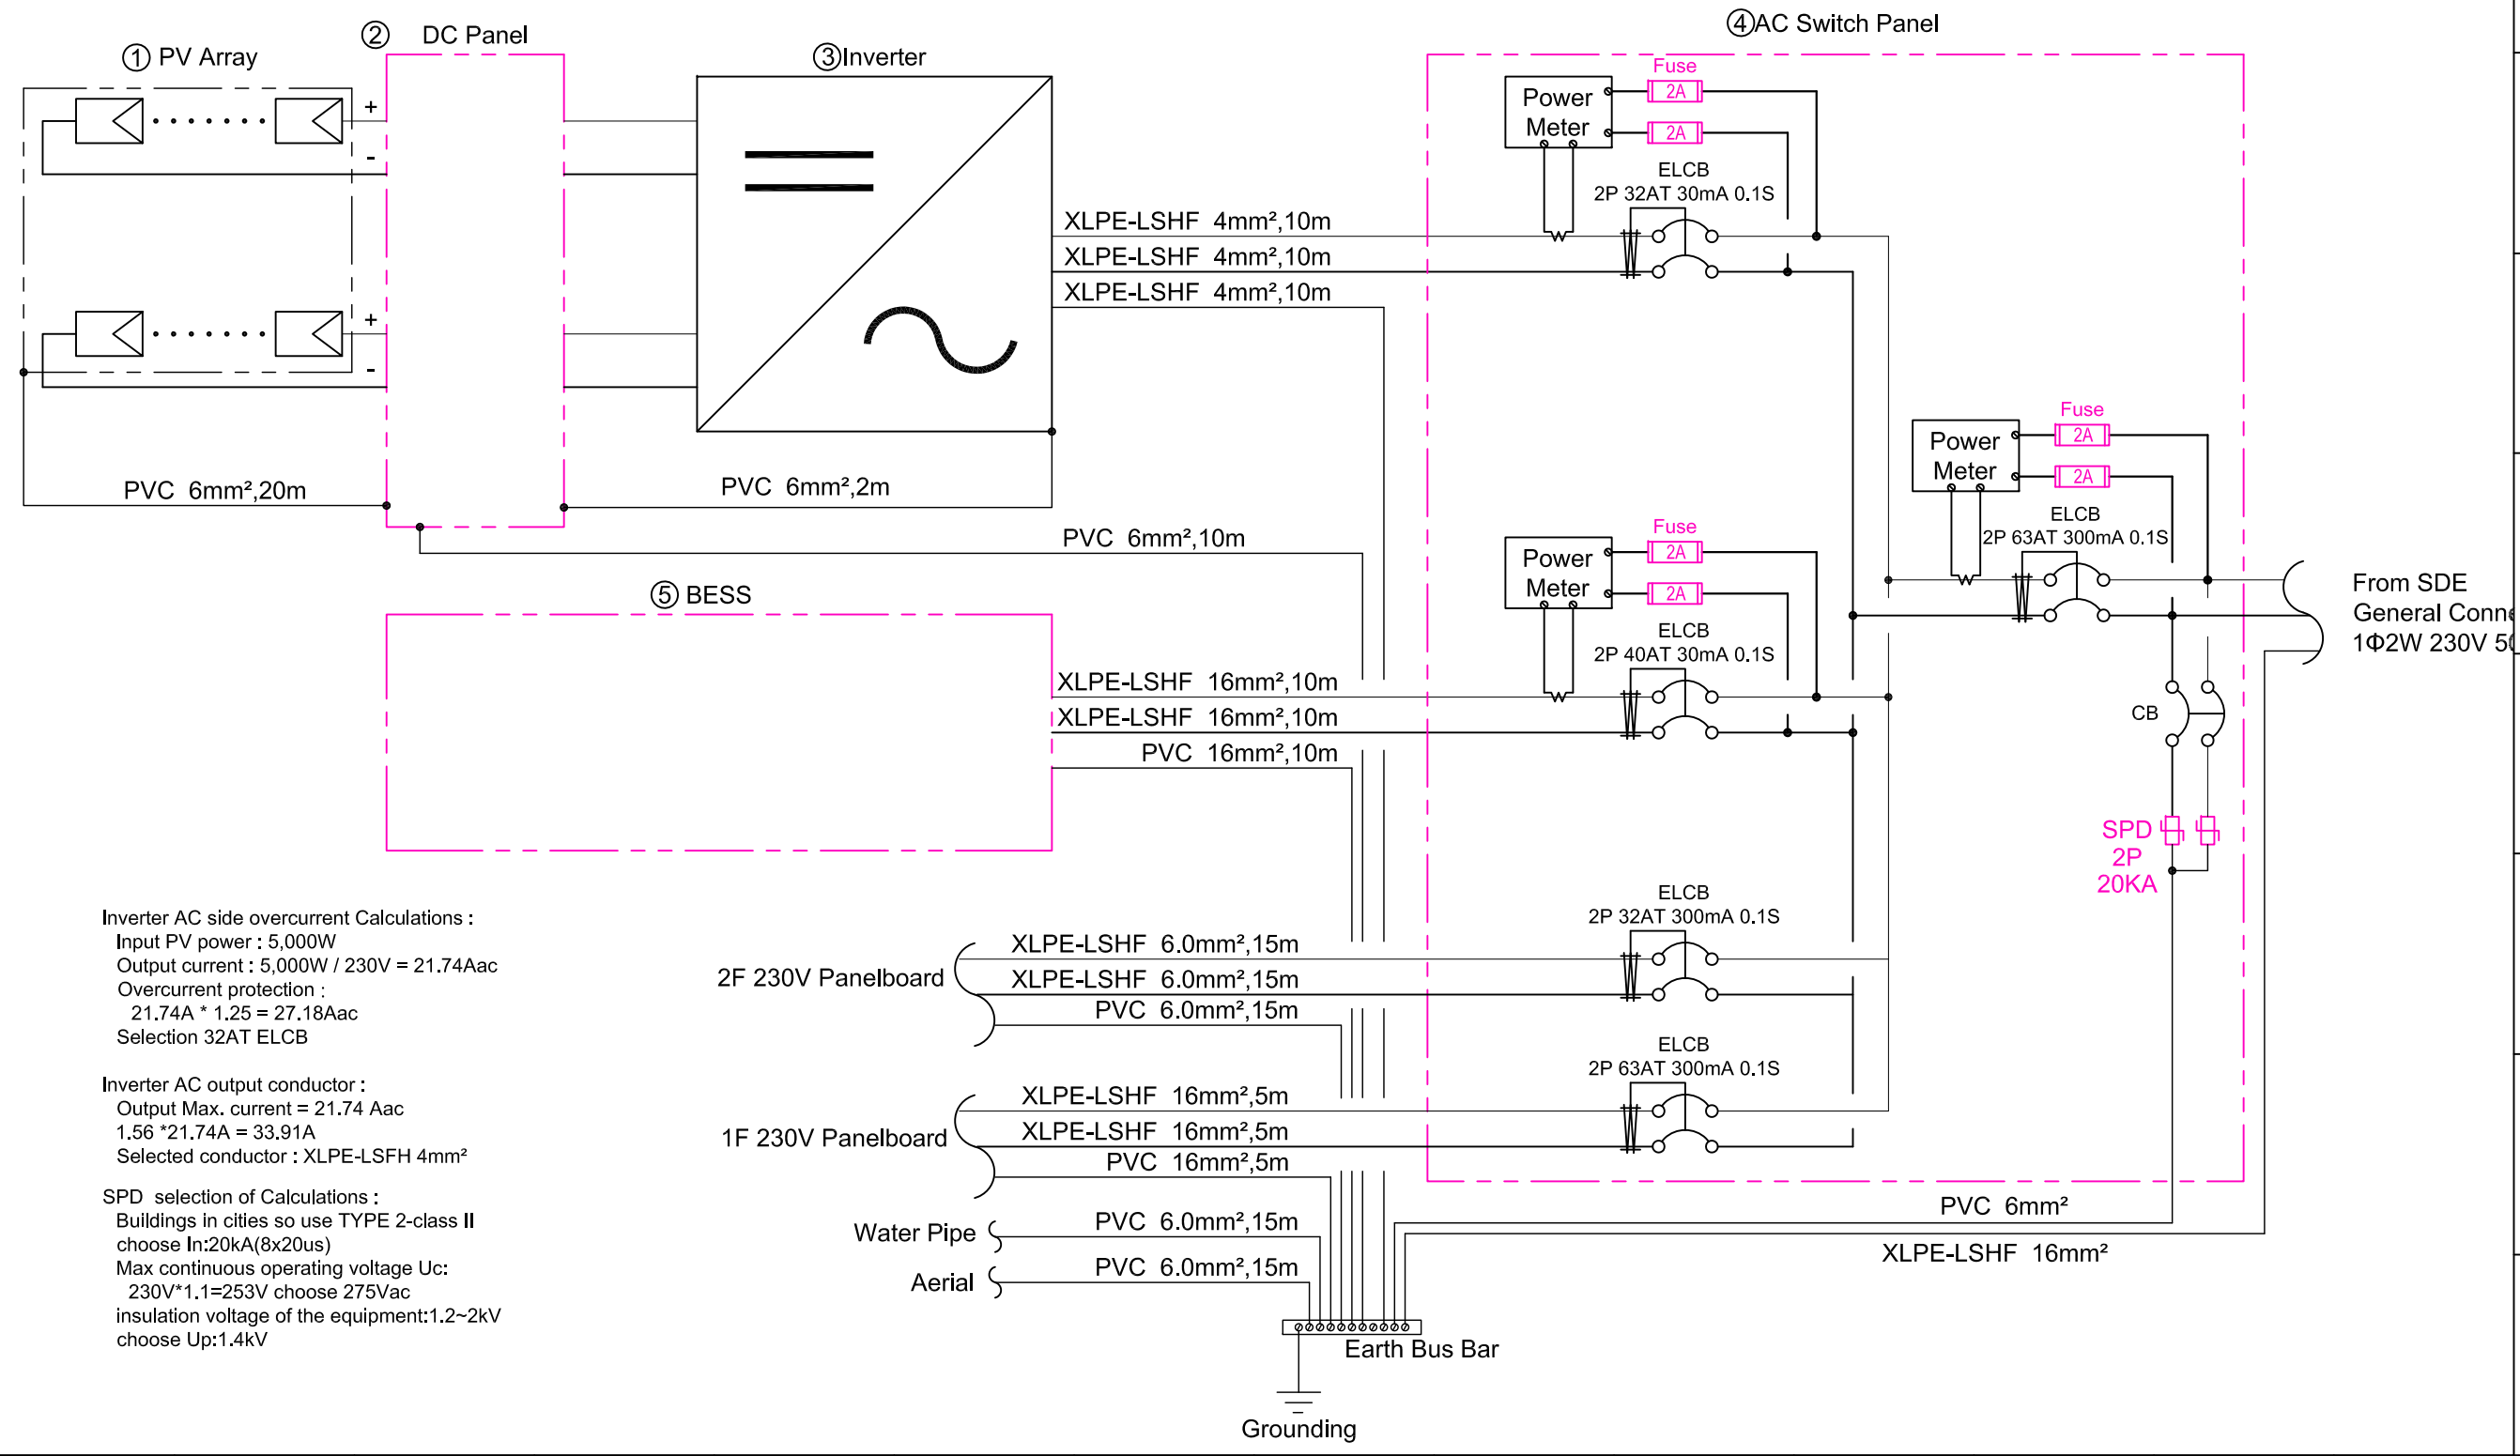 ① PV Array
+
-
+
-
PVC 6mm²,20m
② DC Panel
③Inverter
PVC 6mm²,2m
XLPE-LSHF 4mm²,10m
XLPE-LSHF 4mm²,10m
XLPE-LSHF 4mm²,10m
PVC 6mm²,10m
④AC Switch Panel
Power
Meter
Fuse
2A
2A
ELCB
2P 32AT 30mA 0.1S
Power
Meter
Fuse
2A
2A
ELCB
2P 63AT 300mA 0.1S
From SDE
General Conne
1Φ2W 230V 50
Power
Meter
Fuse
2A
2A
ELCB
2P 40AT 30mA 0.1S
⑤ BESS
XLPE-LSHF 16mm²,10m
XLPE-LSHF 16mm²,10m
PVC 16mm²,10m
CB
SPD
2P
20KA
ELCB
2P 32AT 300mA 0.1S
2F 230V Panelboard
XLPE-LSHF 6.0mm²,15m
XLPE-LSHF 6.0mm²,15m
PVC 6.0mm²,15m
ELCB
2P 63AT 300mA 0.1S
1F 230V Panelboard
XLPE-LSHF 16mm²,5m
XLPE-LSHF 16mm²,5m
PVC 16mm²,5m
Water Pipe
PVC 6.0mm²,15m
Aerial
PVC 6.0mm²,15m
PVC 6mm²
XLPE-LSHF 16mm²
Earth Bus Bar
Grounding
Inverter AC side overcurrent Calculations :
Input PV power : 5,000W
Output current : 5,000W / 230V = 21.74Aac
Overcurrent protection :
21.74A * 1.25 = 27.18Aac
Selection 32AT ELCB
Inverter AC output conductor :
Output Max. current = 21.74 Aac
1.56 *21.74A = 33.91A
Selected conductor : XLPE-LSFH 4mm²
SPD selection of Calculations :
Buildings in cities so use TYPE 2-class II
choose In:20kA(8x20us)
Max continuous operating voltage Uc:
230V*1.1=253V choose 275Vac
insulation voltage of the equipment:1.2~2kV
choose Up:1.4kV